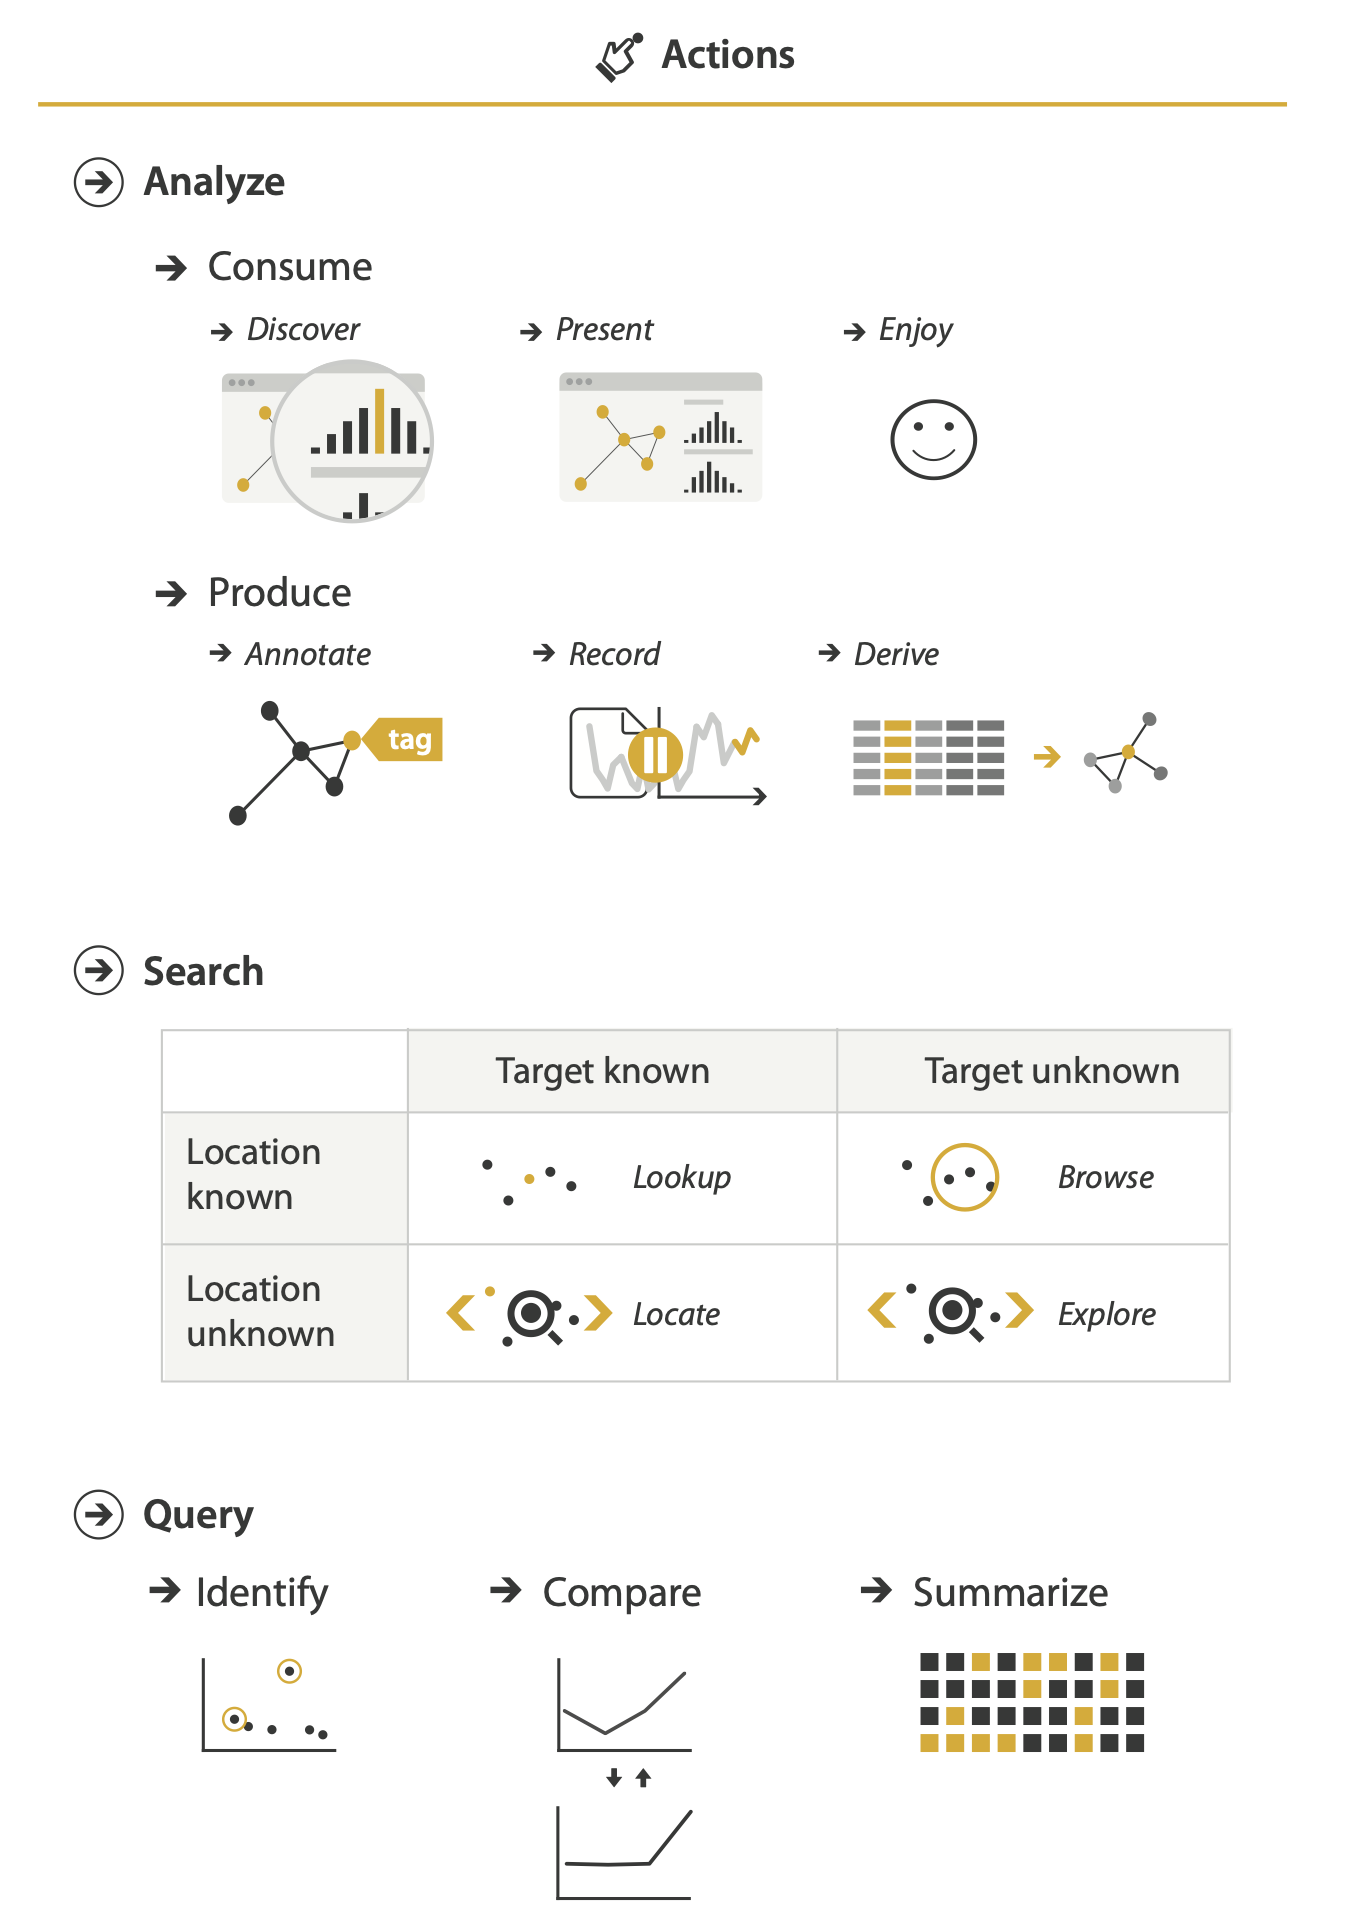 Actions
Analyze
Consume
Discover
Present
Enjoy
Produce
Annotate
Record
Derive
tag
Search
Target known
Target unknown
Location
known
Lookup
Browse
Location
unknown
Locate
Explore
Query
Identify
Compare
Summarize